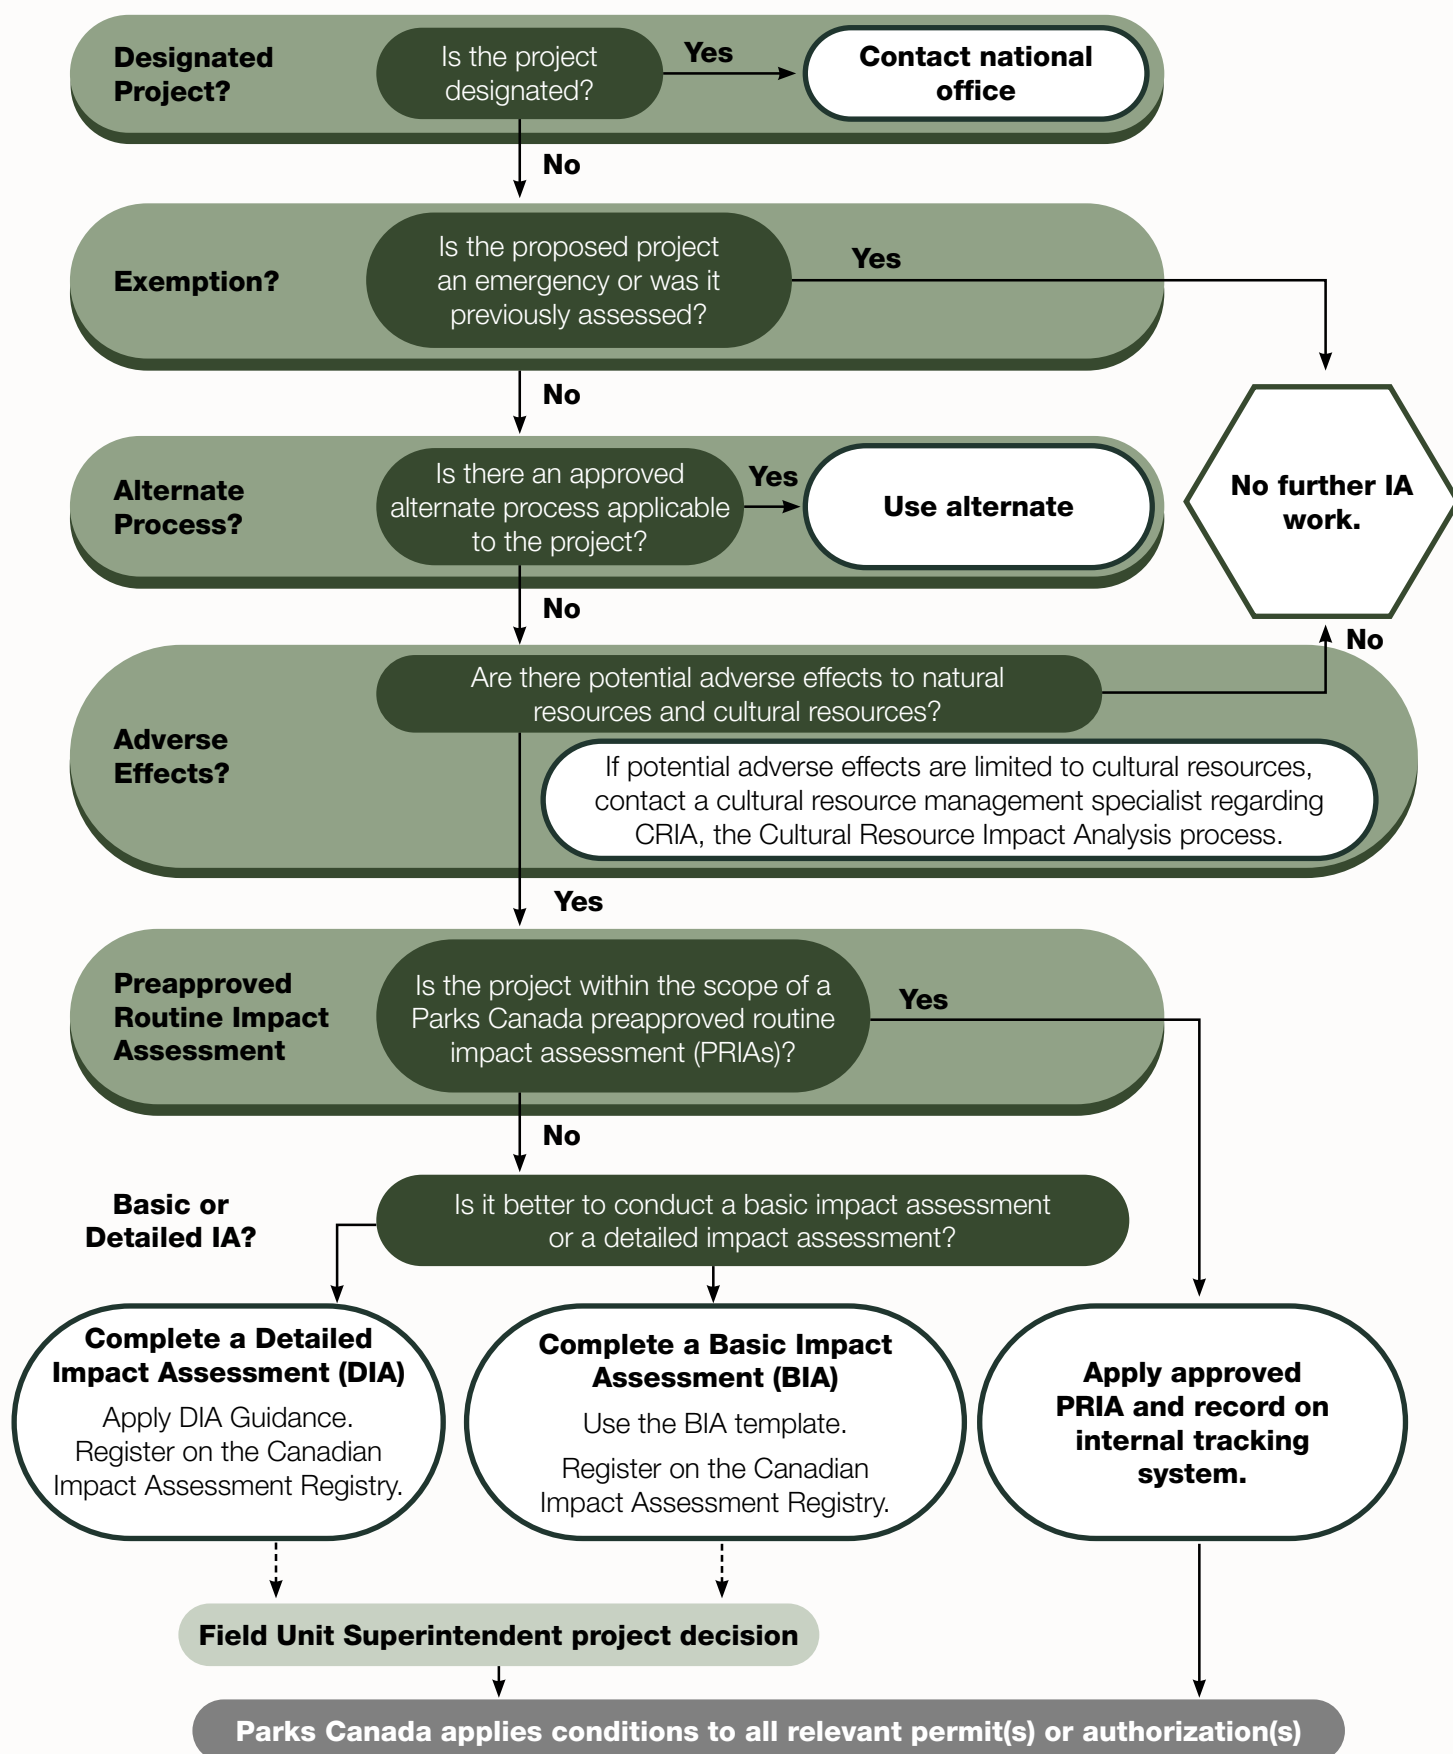 Designated
Project?
Is the project
designated?
Yes
Contact national
office
No
Exemption?
Is the proposed project
an emergency or was it
previously assessed?
Yes
No
Alternate
Process?
Is there an approved
alternate process applicable
to the project?
Yes
Use alternate
No further IA
work.
No
No
Adverse
Effects?
Are there potential adverse effects to natural
resources and cultural resources?
If potential adverse effects are limited to cultural resources,
contact a cultural resource management specialist regarding
CRIA, the Cultural Resource Impact Analysis process.
Yes
Preapproved
Routine Impact
Assessment
Is the project within the scope of a
Parks Canada preapproved routine
impact assessment (PRIAs)?
Yes
No
Basic or
Detailed IA?
Is it better to conduct a basic impact assessment
or a detailed impact assessment?
Complete a Detailed
Impact Assessment (DIA)
Apply DIA Guidance.
Register on the Canadian
Impact Assessment Registry.
Complete a Basic Impact
Assessment (BIA)
Use the BIA template.
Register on the Canadian
Impact Assessment Registry.
Apply approved
PRIA and record on
internal tracking
system.
Field Unit Superintendent project decision
Parks Canada applies conditions to all relevant permit(s) or authorization(s)